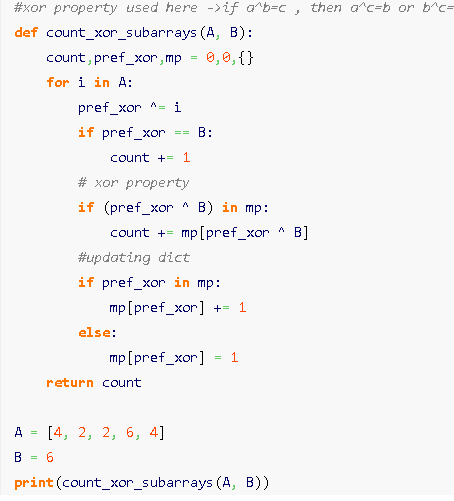 #xor property used here ->if a^b=c , then a^c=b or b^c=
def count_xor_subarrays(A, B):
    count,pref_xor,mp = 0,0,{}
    for i in A:
        pref_xor ^= i
        if pref_xor == B:
            count += 1
        # xor property
        if (pref_xor ^ B) in mp:
            count += mp[pref_xor ^ B]
        #updating dict
        if pref_xor in mp:
            mp[pref_xor] += 1
        else:
            mp[pref_xor] = 1
    return count
A = [4, 2, 2, 6, 4]
B = 6
print(count_xor_subarrays(A, B))